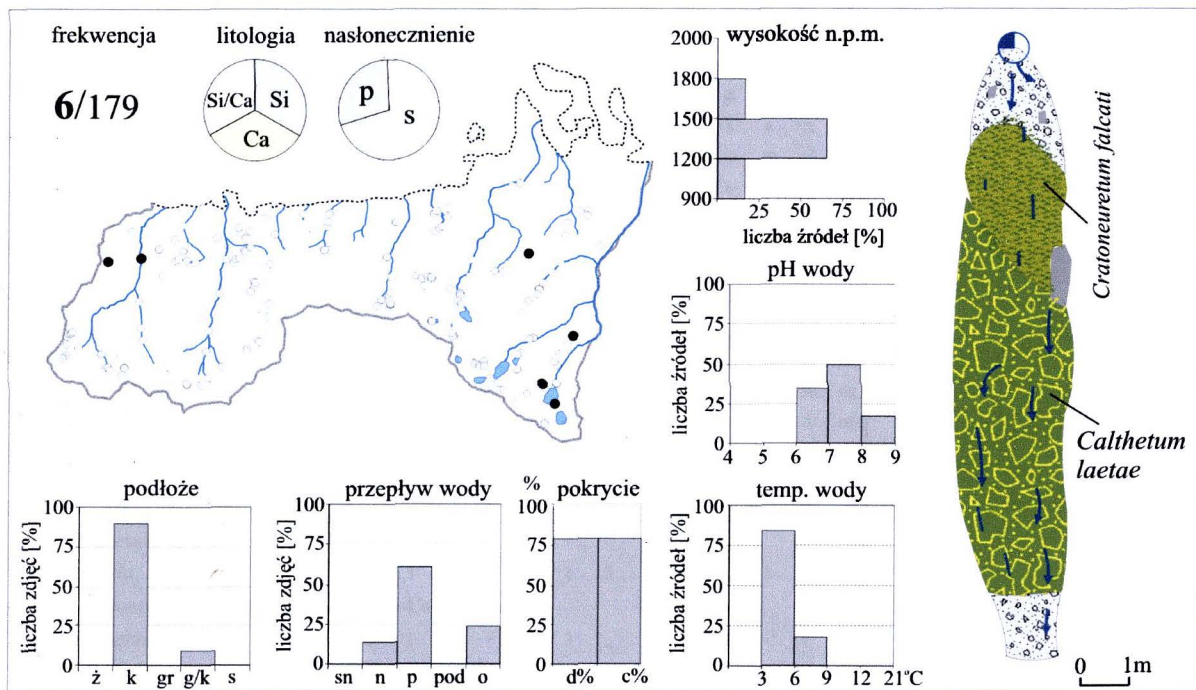 frekwencja
litologia
nasłonecznienie
6/179
Si/Ca
Si
Ca
p
s
wysokość n.p.m.
2000
1800
1500
1200
900
25 50 75 100
liczba źródeł [%]
pH wody
liczba źródeł [%]
100
75
50
25
0
4 5 6 7 8 9
podłoże
liczba zdjęć [%]
100
75
50
25
0
ż k gr g/k s
przepływ wody
liczba zdjęć [%]
100
75
50
25
0
sn n p pod o
pokrycie
%
100
75
50
25
0
d% c%
temp. wody
liczba źródeł [%]
100
75
50
25
0
3 6 9 12 21°C
Cratoneuretum falcati
Calthetum
laetae
0 1m